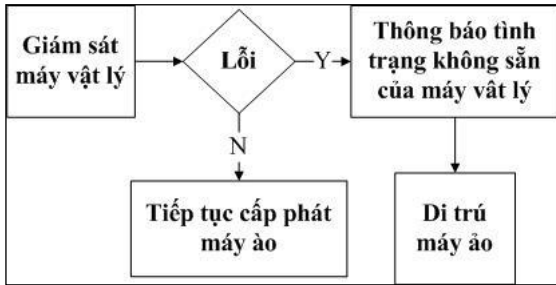 Giám sát
máy vật lý
Lỗi
Y
Thông báo tình
trạng không sẵn
của máy vât lý
N
Tiếp tục cấp phát
máy ào
Di trú
máy ảo